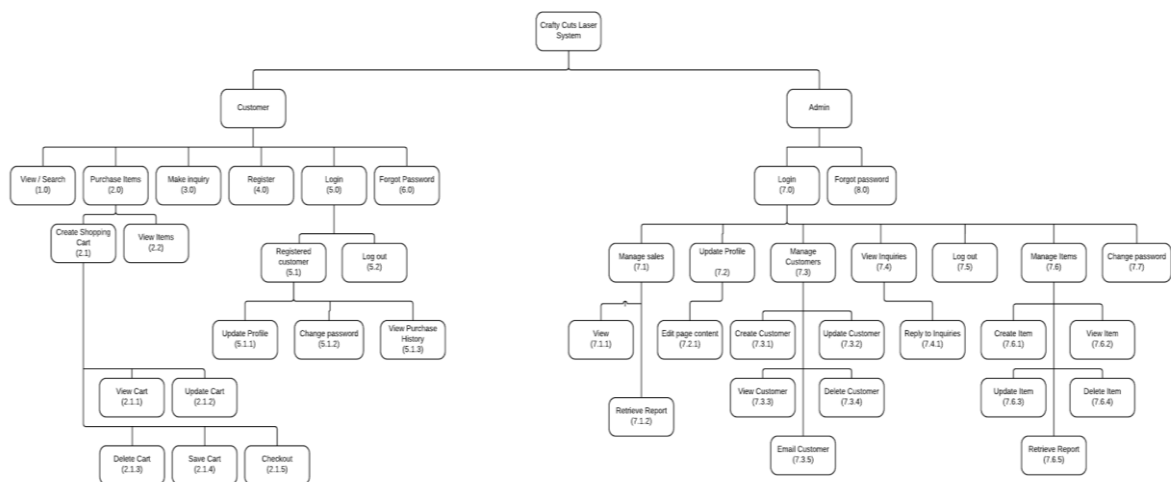 Crafty Cuts Laser
System
Customer
Admin
View / Search
(1.0)
Purchase Items
(2.0)
Make inquiry
(3.0)
Register
(4.0)
Login
(5.0)
Forgot Password
(6.0)
Login
(7.0)
Forgot password
(8.0)
Create Shopping
Cart
(2.1)
View Items
(2.2)
Registered
customer
(5.1)
Log out
(5.2)
Manage sales
(7.1)
Update Profile
(7.2)
Manage
Customers
(7.3)
View Inquiries
(7.4)
Log out
(7.5)
Manage Items
(7.6)
Change password
(7.7)
Update Profile
(5.1.1)
Change password
(5.1.2)
View Purchase
History
(5.1.3)
View
(7.1.1)
Edit page content
(7.2.1)
Create Customer
(7.3.1)
Update Customer
(7.3.2)
Reply to Inquiries
(7.4.1)
Create Item
(7.6.1)
View Item
(7.6.2)
View Cart
(2.1.1)
Update Cart
(2.1.2)
Retrieve Report
(7.1.2)
View Customer
(7.3.3)
Delete Customer
(7.3.4)
Update Item
(7.6.3)
Delete Item
(7.6.4)
Delete Cart
(2.1.3)
Save Cart
(2.1.4)
Checkout
(2.1.5)
Email Customer
(7.3.5)
Retrieve Report
(7.6.5)